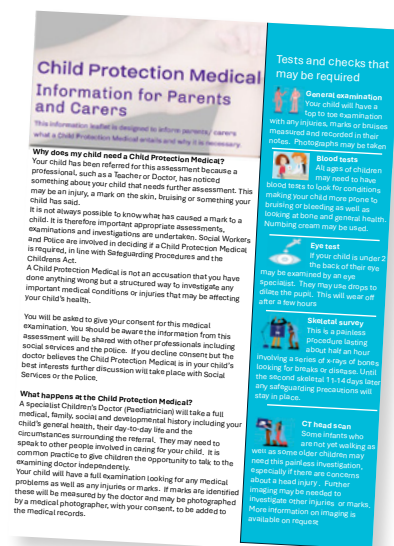 Child Protection Medical
Information for Parents
and Carers
This information leaflet is designed to inform parents/ carers
what a Child Protection Medical entails and why it is necessary.
Why does my child need a Child Protection Medical?
Your child has been referred for this assessment because a
professional, such as a Teacher or Doctor, has noticed
something about your child that needs further assessment. This
may be an injury, a mark on the skin, bruising or something your
child has said.
It is not always possible to know what has caused a mark to a
child. It is therefore important appropriate assessments,
examinations and investigations are undertaken. Social Workers
and Police are involved in deciding if a Child Protection Medical
is required, in line with Safeguarding Procedures and the
Childrens Act.
A Child Protection Medical is not an accusation that you have
done anything wrong but a structured way to investigate any
important medical conditions or injuries that may be affecting
your child's health.
You will be asked to give your consent for this medical
examination. You should be aware the information from this
assessment will be shared with other professionals including
social services and the police. If you decline consent but the
doctor believes the Child Protection Medical is in your child's
best interests further discussion will take place with Social
Services or the Police.
What happens at the Child Protection Medical?
A specialist Children's Doctor (Paediatrician) will take a full
medical, family, social and developmental history including your
child's general health, their day-to-day life and the
circumstances surrounding the referral. They may need to
speak to other people involved in caring for your child. It is
common practice to give children the opportunity to talk to the
examining doctor independently.
Your child will have a full examination looking for any medical
problems as well as any injuries or marks. If marks are identified
these will be measured by the doctor and may be photographed
by a medical photographer, with your consent, to be added to
the medical records.
Tests and checks that
may be required
General examination
Your child will have a
top to toe examination
with any injuries, marks or bruises
measured and recorded in their
notes. Photographs may be taken
Blood tests
All ages of children
may need to have
blood tests to look for conditions
making your child more prone to
bruising or bleeding as well as
looking at bone and general health.
Numbing cream may be used.
Eye test
If your child is under 2
the back of their eye
may be examined by an eye
specialist. They may use drops to
dilate the pupil. This will wear off
after a few hours
Skeletal survey
This is a painless
procedure lasting
about half an hour
involving a series of x-rays of bones
looking for breaks or disease. Until
the second skeletal 11-14 days later
any safeguarding precautions will
stay in place.
CT head scan
Some infants who
are not yet walking as
well as some older children may
need this painless investigation,
especially if there are concerns
about a head injury. Further
imaging may be needed to
investigate other injuries or marks.
More information on imaging is
available on request